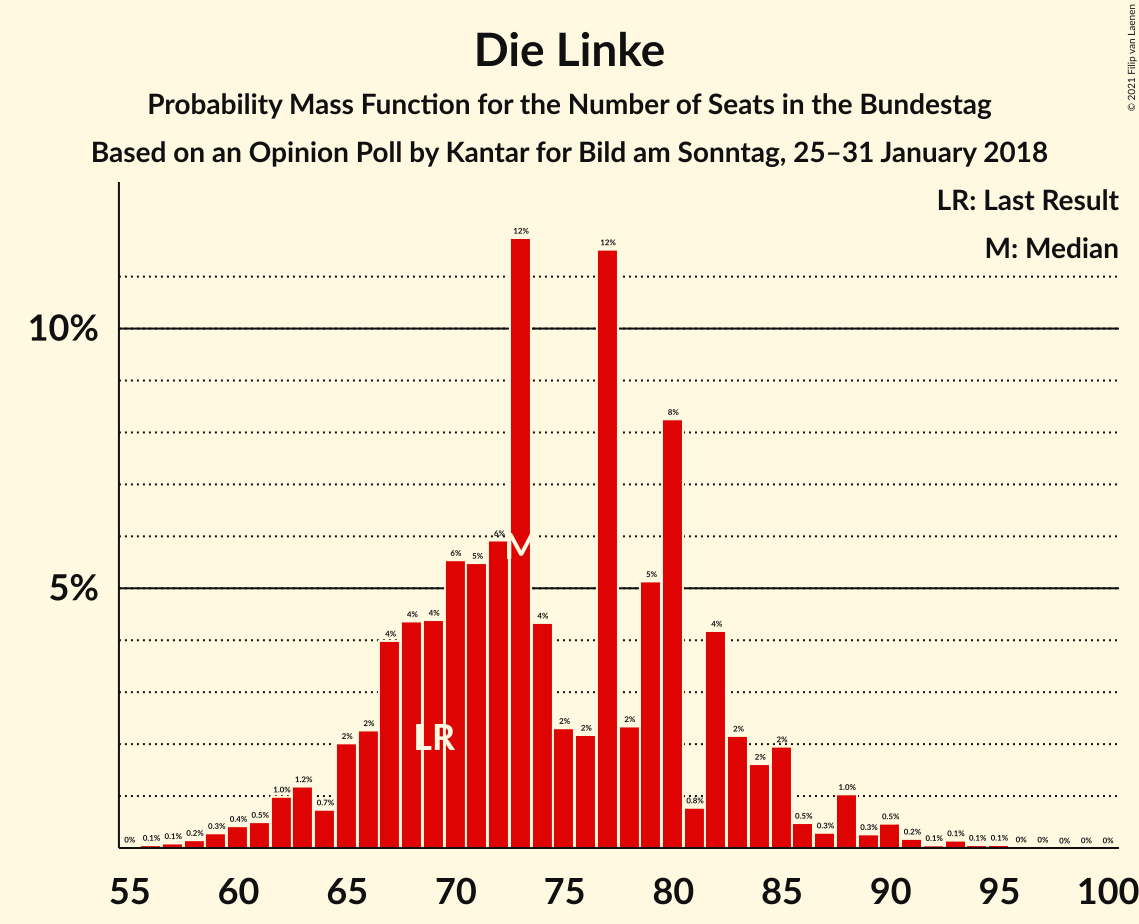 Die Linke
Probability Mass Function for the Number of Seats in the Bundestag
Based on an Opinion Poll by Kantar for Bild am Sonntag, 25–31 January 2018
© 2021 Filip van Laenen
LR: Last Result
M: Median
10%
5%
0% 0.1% 0.1% 0.2% 0.3% 0.4% 0.5% 1.0% 1.2% 0.7% 2% 2% 4% 4% 4% 6% 5% 6% 12% 4% 2% 2% 12% 2% 5% 8% 0.8% 4% 2% 2% 2% 0.5% 0.3% 1.0% 0.3% 0.5% 0.2% 0.1% 0.1% 0.1% 0.1% 0% 0% 0% 0% 0%
M
LR
55 60 65 70 75 80 85 90 95 100